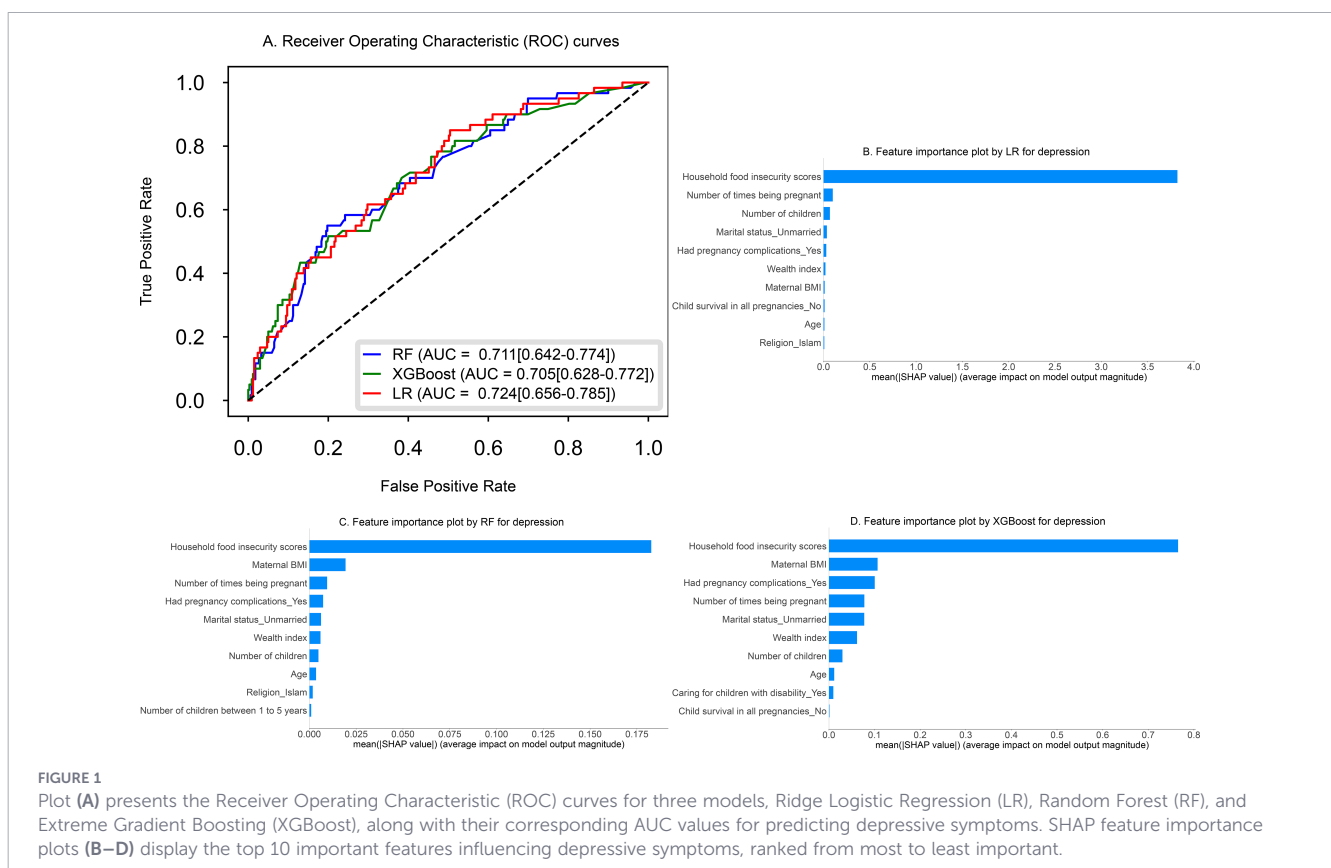 A. Receiver Operating Characteristic (ROC) curves
True Positive Rate
1.0
0.8
0.6
0.4
0.2
0.0
RF (AUC = 0.711[0.642-0.774])
XGBoost (AUC = 0.705[0.628-0.772])
LR (AUC = 0.724[0.656-0.785])
0.0 0.2 0.4 0.6 0.8 1.0
False Positive Rate
B. Feature importance plot by LR for depression
Household food insecurity scores
Number of times being pregnant
Number of children
Marital status_Unmarried
Had pregnancy complications_Yes
Wealth index
Maternal BMI
Child survival in all pregnancies_No
Age
Religion_Islam
0.0 0.5 1.0 1.5 2.0 2.5 3.0 3.5 4.0
mean(|SHAP value|) (average impact on model output magnitude)
C. Feature importance plot by RF for depression
Household food insecurity scores
Maternal BMI
Number of times being pregnant
Had pregnancy complications_Yes
Marital status_Unmarried
Wealth index
Number of children
Age
Religion_Islam
Number of children between 1 to 5 years
0.000 0.025 0.050 0.075 0.100 0.125 0.150 0.175
mean(|SHAP value|) (average impact on model output magnitude)
D. Feature importance plot by XGBoost for depression
Household food insecurity scores
Maternal BMI
Had pregnancy complications_Yes
Number of times being pregnant
Marital status_Unmarried
Wealth index
Number of children
Age
Caring for children with disability_Yes
Child survival in all pregnancies_No
0.0 0.1 0.2 0.3 0.4 0.5 0.6 0.7 0.8
mean(|SHAP value|) (average impact on model output magnitude)
FIGURE 1
Plot (A) presents the Receiver Operating Characteristic (ROC) curves for three models, Ridge Logistic Regression (LR), Random Forest (RF), and
Extreme Gradient Boosting (XGBoost), along with their corresponding AUC values for predicting depressive symptoms. SHAP feature importance
plots (B–D) display the top 10 important features influencing depressive symptoms, ranked from most to least important.